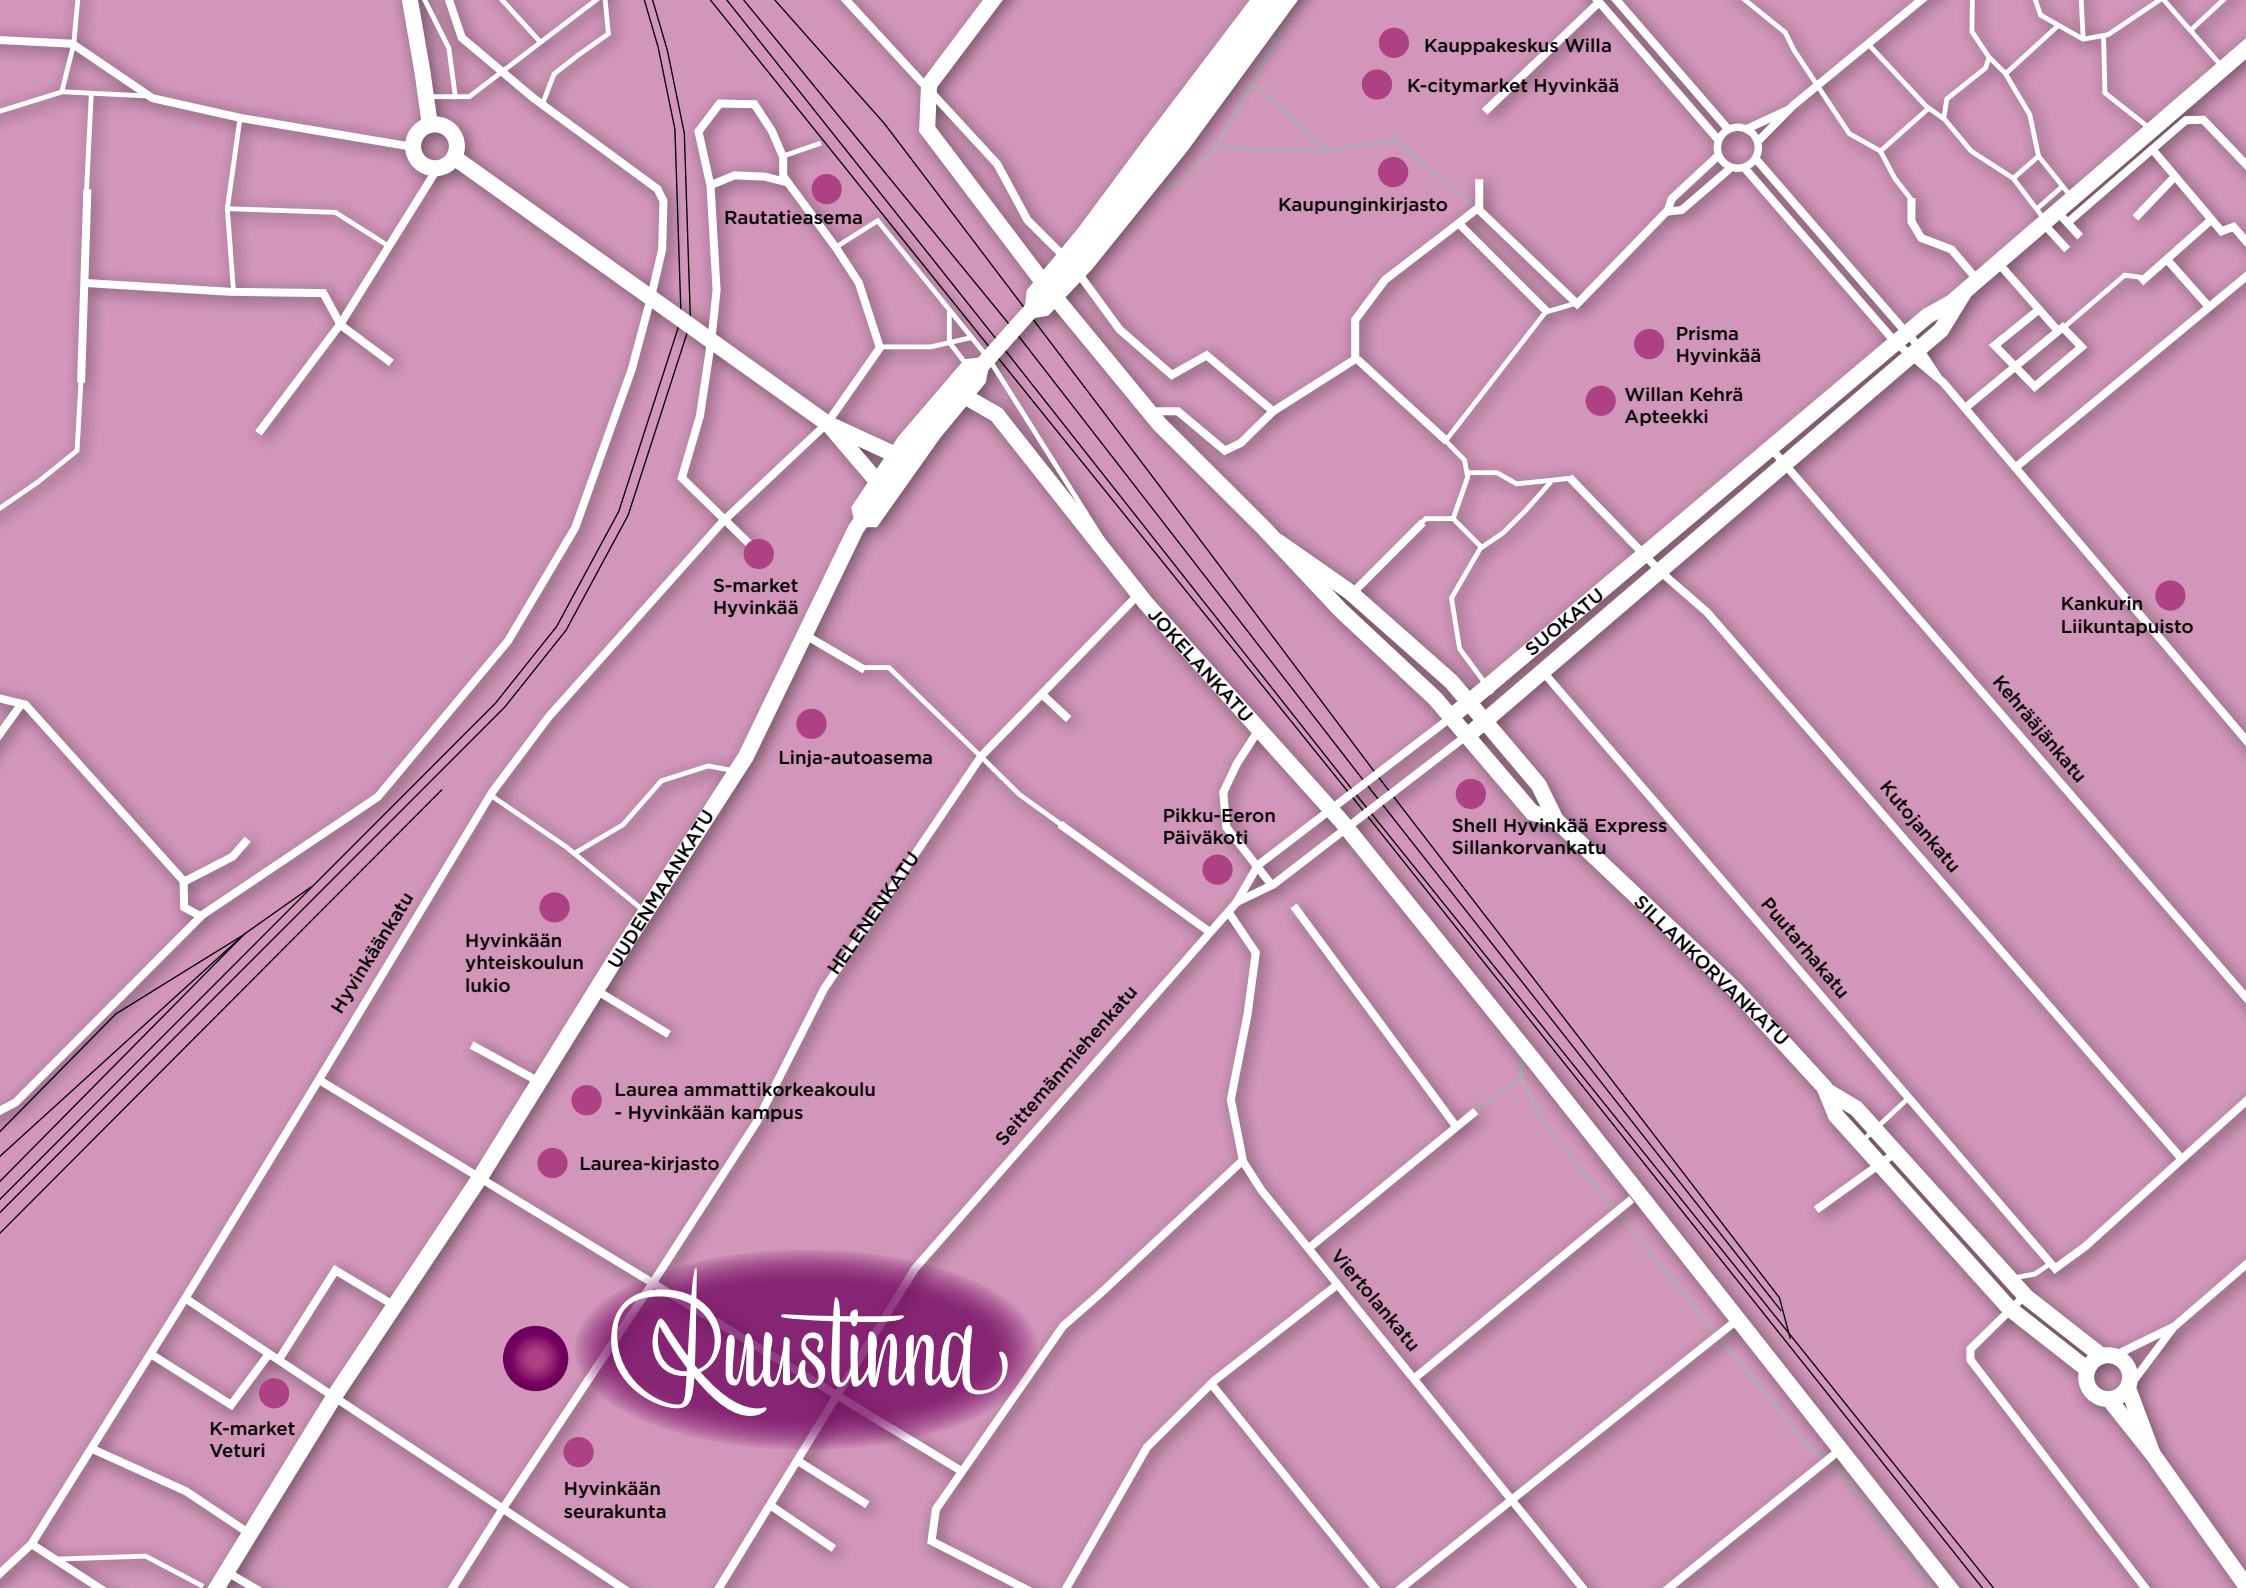 Kauppakeskus Willa
K-citymarket Hyvinkää
Kaupunginkirjasto
Rautatieasema
Prisma
Hyvinkää
Willan Kehrä
Apteekki
S-market
Hyvinkää
Kankurin
Liikuntapuisto
JOKELANKATU
SUOKATU
Kehrääjänkatu
Linja-autoasema
Pikku-Eeron
Päiväkoti
Shell Hyvinkää Express
Sillankorvankatu
Kutojankatu
UUDENMAANKATU
HELENENKATU
Hyvinkäänkatu
Hyvinkään
yhteiskoulun
lukio
SILLANKORVANKATU
Puutarhakatu
Seittemänmiehenkatu
Laurea ammattikorkeakoulu
- Hyvinkään kampus
Laurea-kirjasto
Viertolankatu
Ruustinna
K-market
Veturi
Hyvinkään
seurakunta